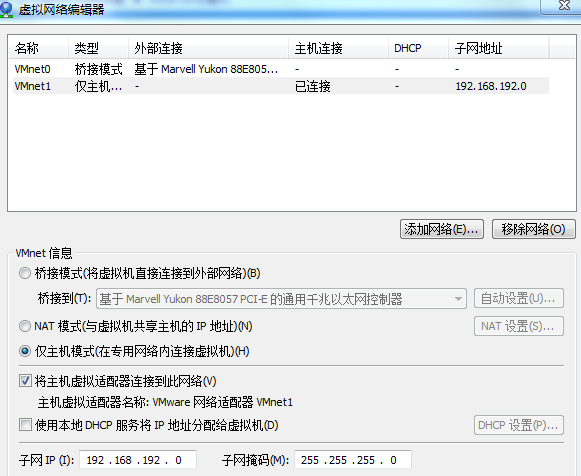 虚拟网络编辑器
名称 类型 外部连接 主机连接 DHCP 子网地址
VMnet0 桥接模式 基于 Marvell Yukon 88E805... - - -
VMnet1 仅主机... - 已连接 - 192.168.192.0
添加网络(E)... 移除网络(O)
VMnet 信息
桥接模式(将虚拟机直接连接到外部网络)(B)
桥接到(T): 基于 Marvell Yukon 88E8057 PCI-E 的通用千兆以太网控制器 自动设置(U)...
NAT 模式(与虚拟机共享主机的 IP 地址)(N) NAT 设置(S)...
仅主机模式(在专用网络内连接虚拟机)(H)
将主机虚拟适配器连接到此网络(V)
主机虚拟适配器名称: VMware 网络适配器 VMnet1
使用本地 DHCP 服务将 IP 地址分配给虚拟机(D) DHCP 设置(P)...
子网 IP (I): 192 . 168 . 192 . 0 子网掩码(M): 255 . 255 . 255 . 0